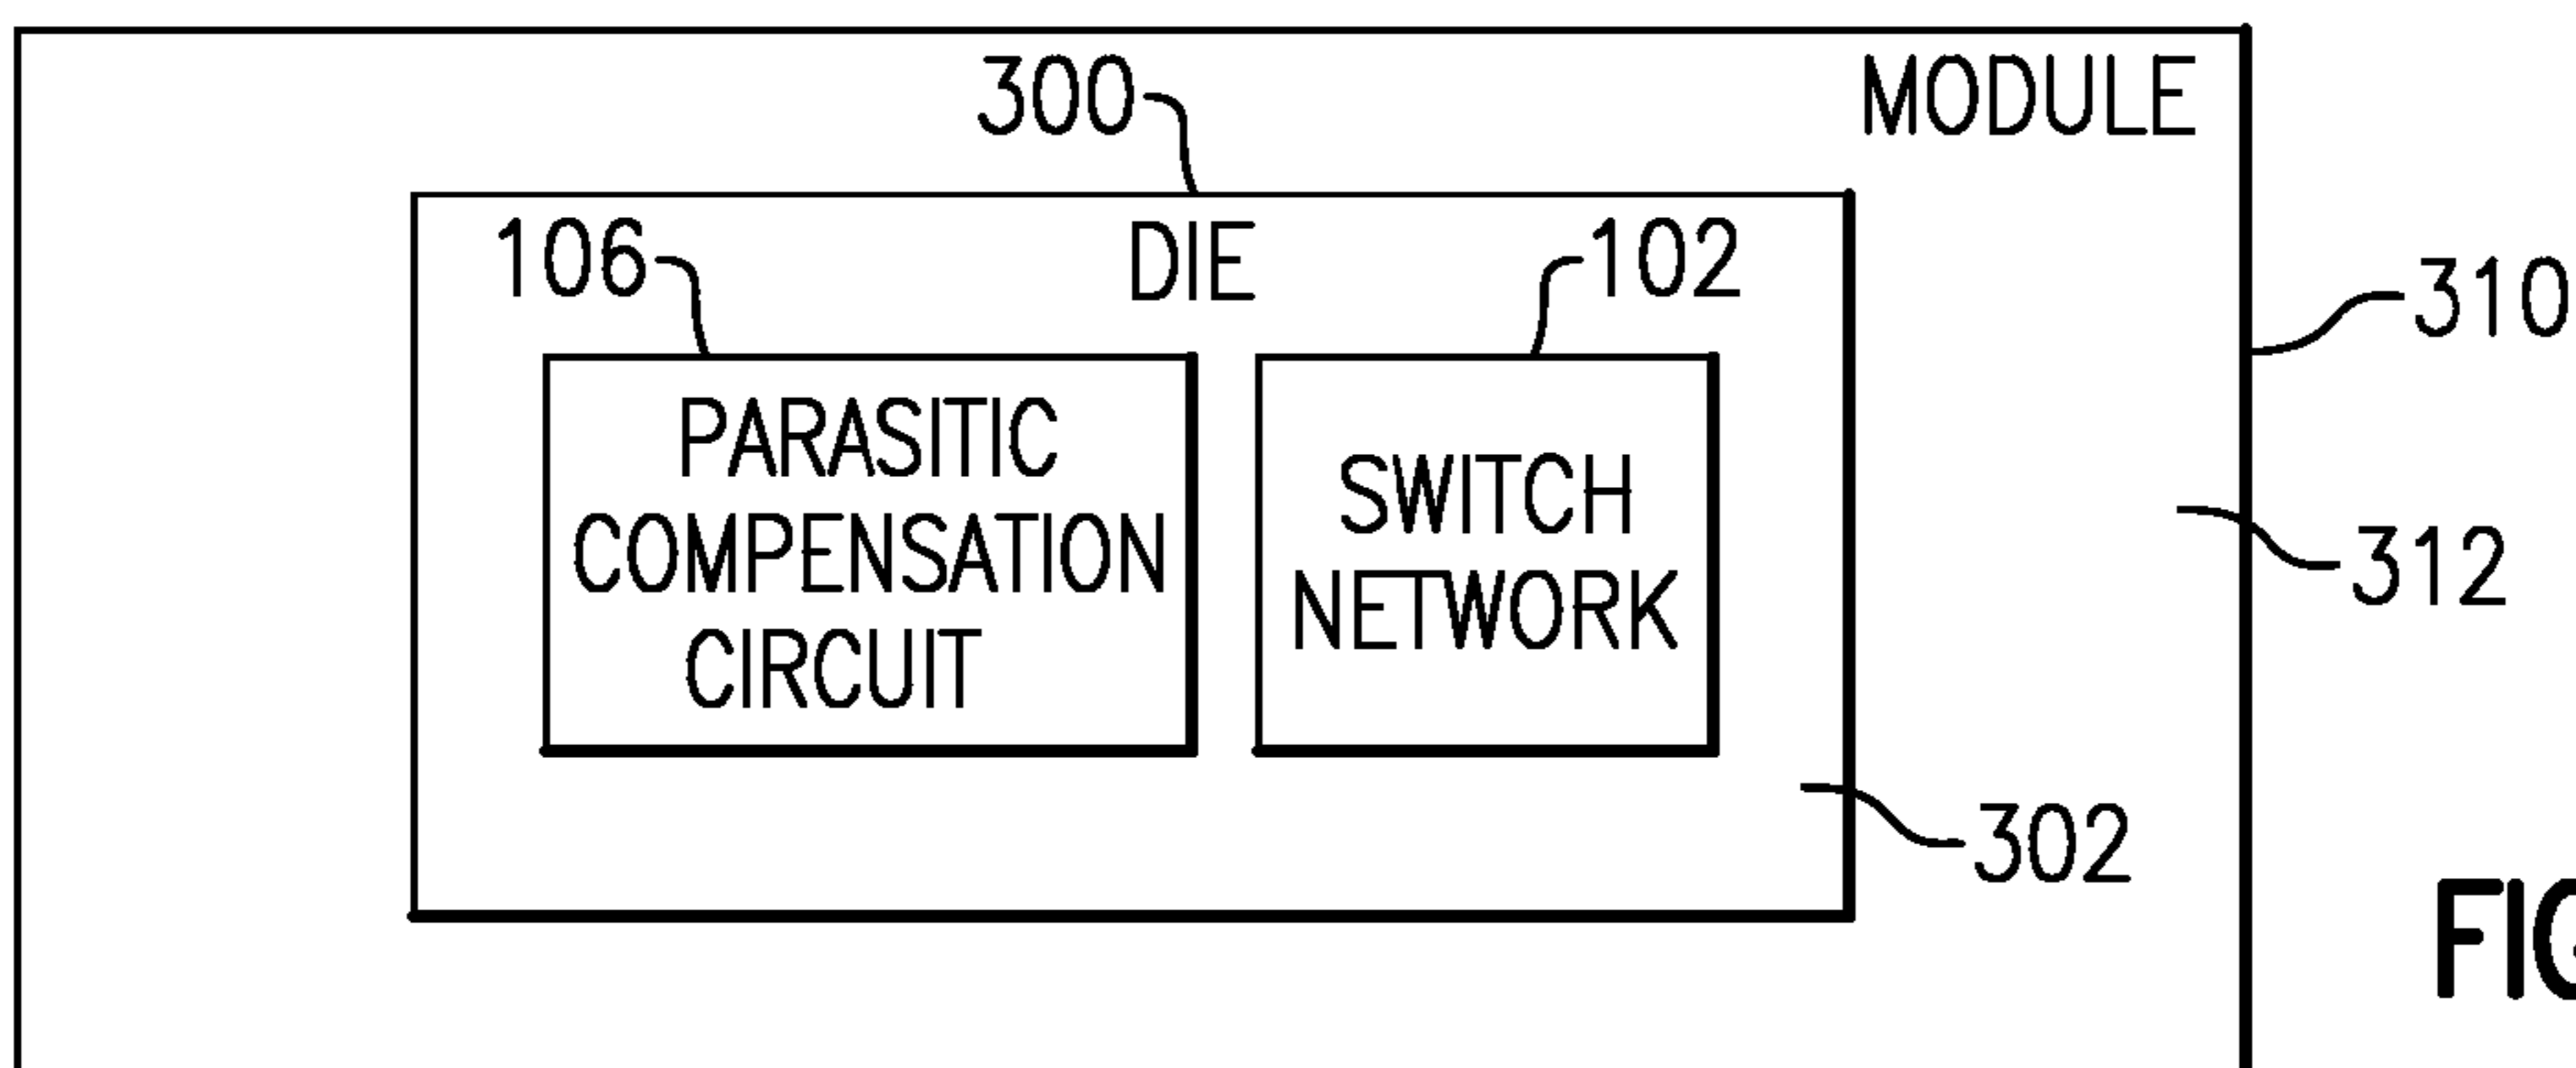 MODULE
300
DIE
106
102
310
PARASITIC
COMPENSATION
CIRCUIT
SWITCH
NETWORK
312
302